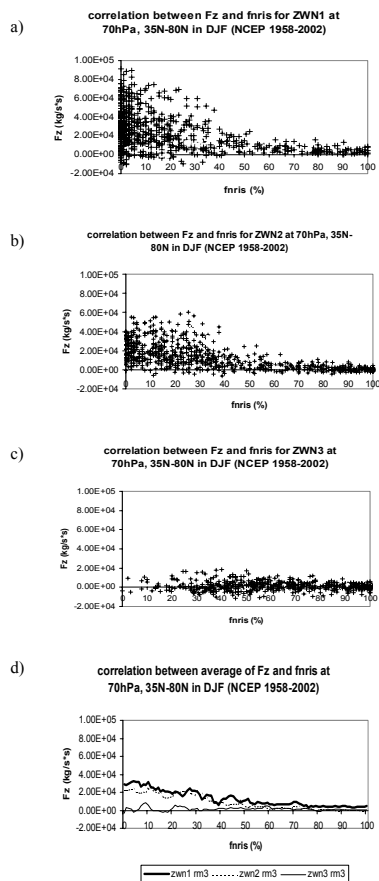 a)
correlation between Fz and fnris for ZWN1 at
70hPa, 35N-80N in DJF (NCEP 1958-2002)
Fz (kg/s*s)
1.00E+05
8.00E+04
6.00E+04
4.00E+04
2.00E+04
0.00E+00
-2.00E+04
0 10 20 30 40 50 60 70 80 90 100
fnris (%)
b)
correlation between Fz and fnris for ZWN2 at 70hPa, 35N-
80N in DJF (NCEP 1958-2002)
Fz (kg/s*s)
1.00E+05
8.00E+04
6.00E+04
4.00E+04
2.00E+04
0.00E+00
-2.00E+04
0 10 20 30 40 50 60 70 80 90 100
fnris (%)
c)
correlation between Fz and fnris for ZWN3 at
70hPa, 35N-80N in DJF (NCEP 1958-2002)
Fz (kg/s*s)
1.00E+05
8.00E+04
6.00E+04
4.00E+04
2.00E+04
0.00E+00
-2.00E+04
0 10 20 30 40 50 60 70 80 90 100
fnris (%)
d)
correlation between average of Fz and fnris at
70hPa, 35N-80N in DJF (NCEP 1958-2002)
Fz (kg/s*s)
1.00E+05
8.00E+04
6.00E+04
4.00E+04
2.00E+04
0.00E+00
-2.00E+04
0 10 20 30 40 50 60 70 80 90 100
fnris (%)
zwn1 rm3 zwn2 rm3 zwn3 rm3